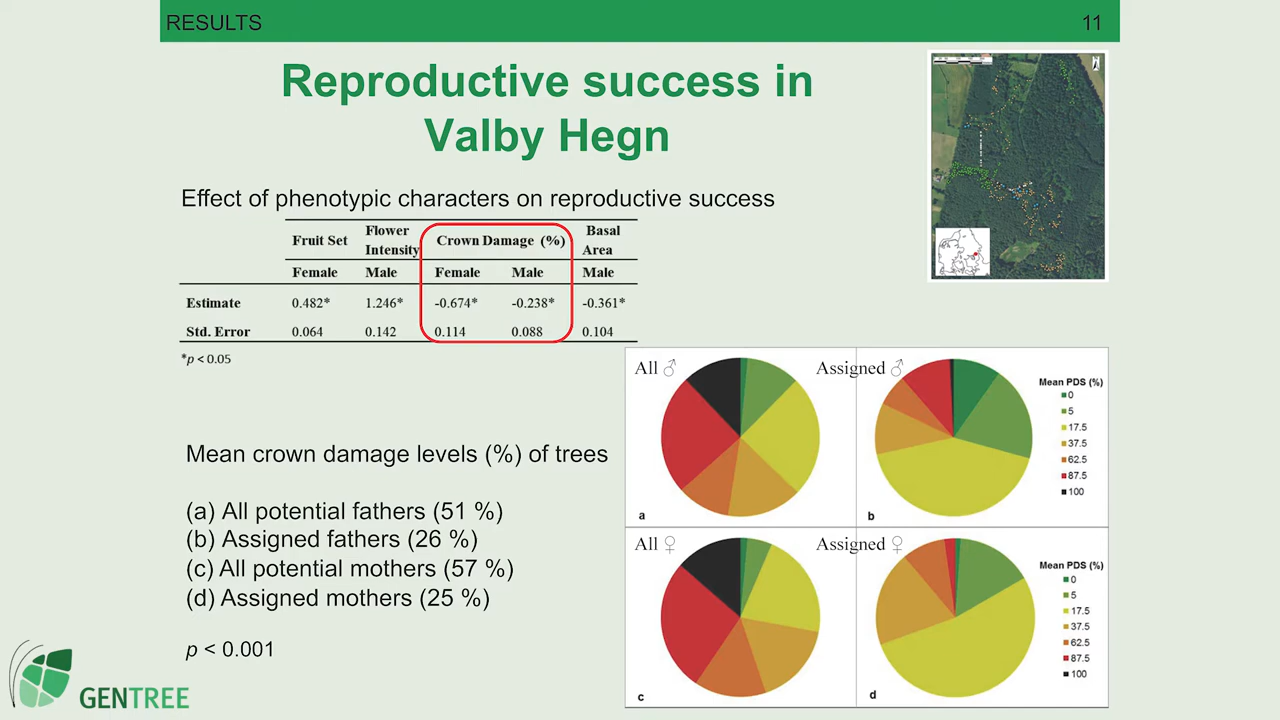 RESULTS
11
Reproductive success in
Valby Hegn
Effect of phenotypic characters on reproductive success
Fruit Set Flower Intensity Crown Damage (%) Basal Area
Female Male Female Male Male
Estimate 0.482* 1.246* -0.674* -0.238* -0.361*
Std. Error 0.064 0.142 0.114 0.088 0.104
*p < 0.05
Mean crown damage levels (%) of trees
(a) All potential fathers (51 %)
(b) Assigned fathers (26 %)
(c) All potential mothers (57 %)
(d) Assigned mothers (25 %)
p < 0.001
All ♂
Assigned ♂
Mean PDS (%)
0
5
17.5
37.5
62.5
87.5
100
a
b
All ♀
Assigned ♀
Mean PDS (%)
0
5
17.5
37.5
62.5
87.5
100
c
d
GENTREE